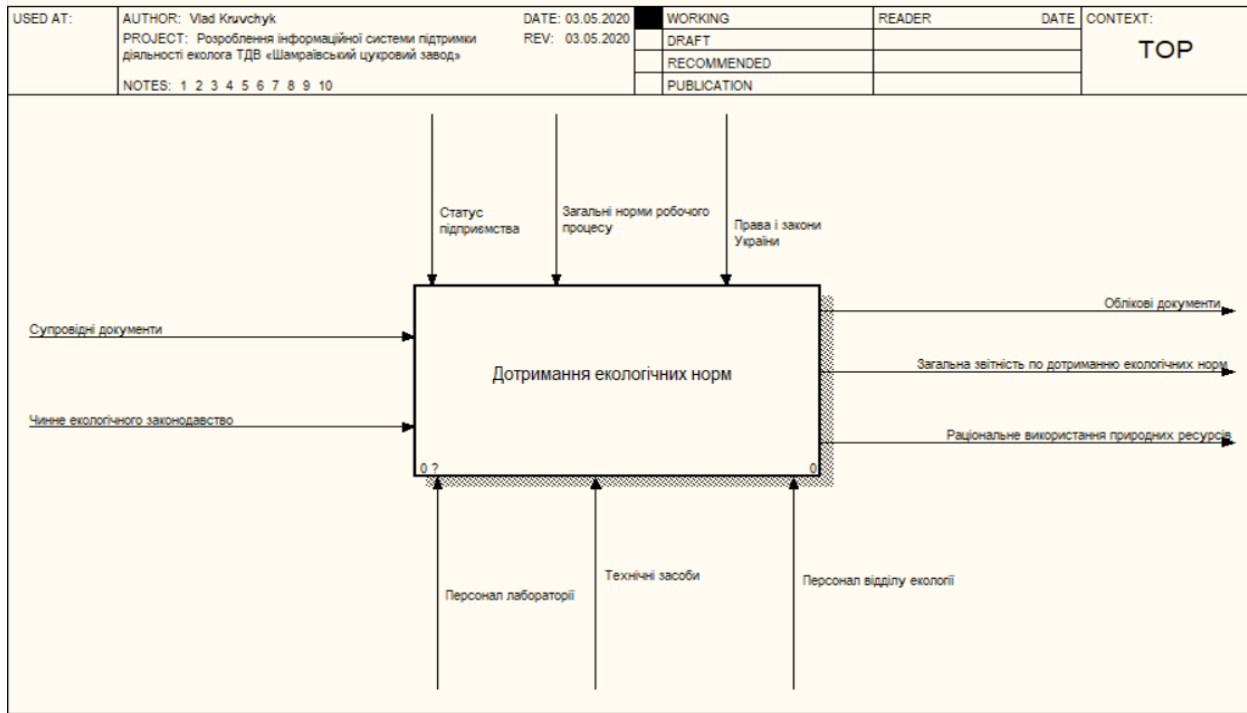 USED AT:
AUTHOR: Vlad Kruvchyk
DATE: 03.05.2020
WORKING
READER
DATE
CONTEXT:
PROJECT: Розроблення інформаційної системи підтримки
REV: 03.05.2020
DRAFT
TOP
діяльності еколога ТДВ «Шамраївський цукровий завод»
RECOMMENDED
NOTES: 1 2 3 4 5 6 7 8 9 10
PUBLICATION
Статус
підприємства
Загальні норми робочого
процесу
Права і закони
України
Супровідні документи
Чинне екологічного законодавство
Дотримання екологічних норм
0 ?
0
Облікові документи
Загальна звітність по дотриманню екологічних норм
Раціональне використання природних ресурсів
Персонал лабораторії
Технічні засоби
Персонал відділу екології